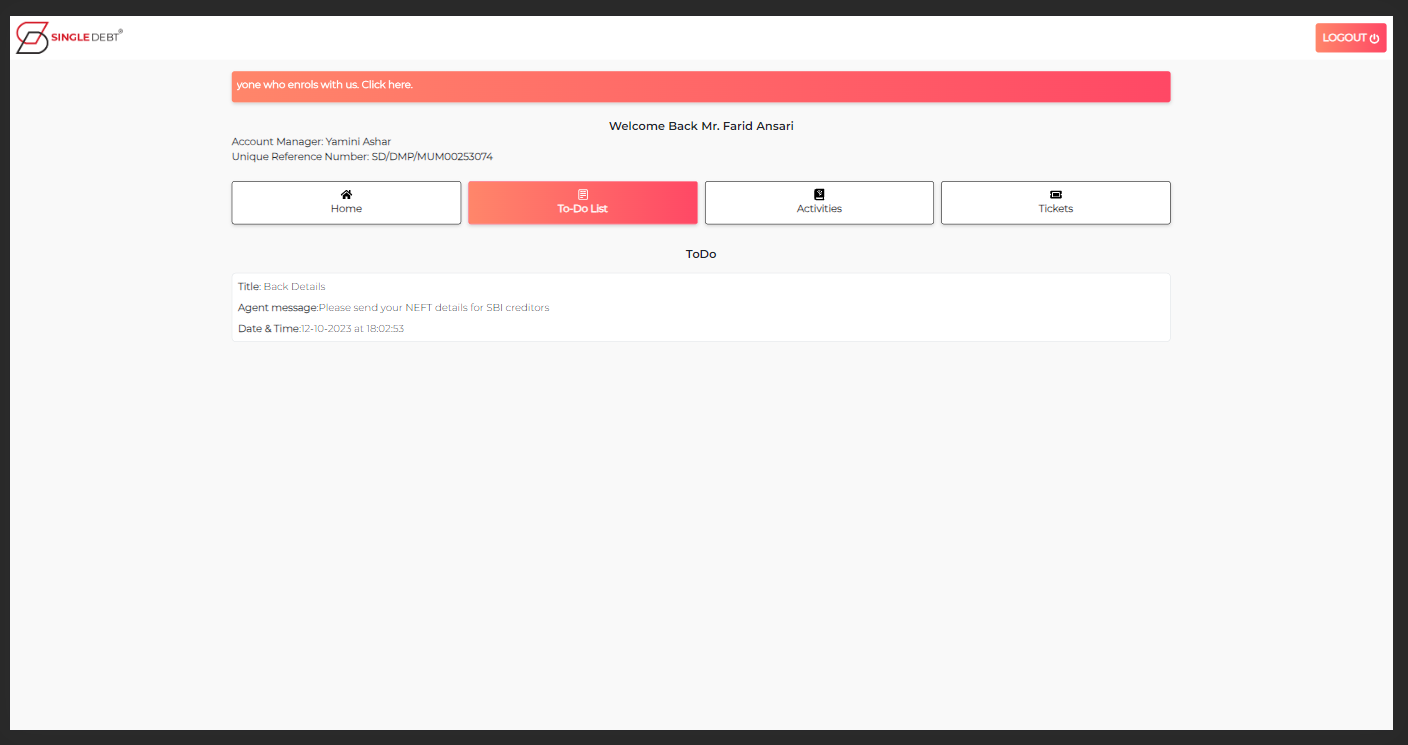 SINGLEDEBT®
LOGOUT
yone who enrols with us. Click here.
Welcome Back Mr. Farid Ansari
Account Manager: Yamini Ashar
Unique Reference Number: SD/DMP/MUM00253074
Home
To-Do List
Activities
Tickets
ToDo
Title: Back Details
Agent message:Please send your NEFT details for SBI creditors
Date & Time:12-10-2023 at 18:02:53